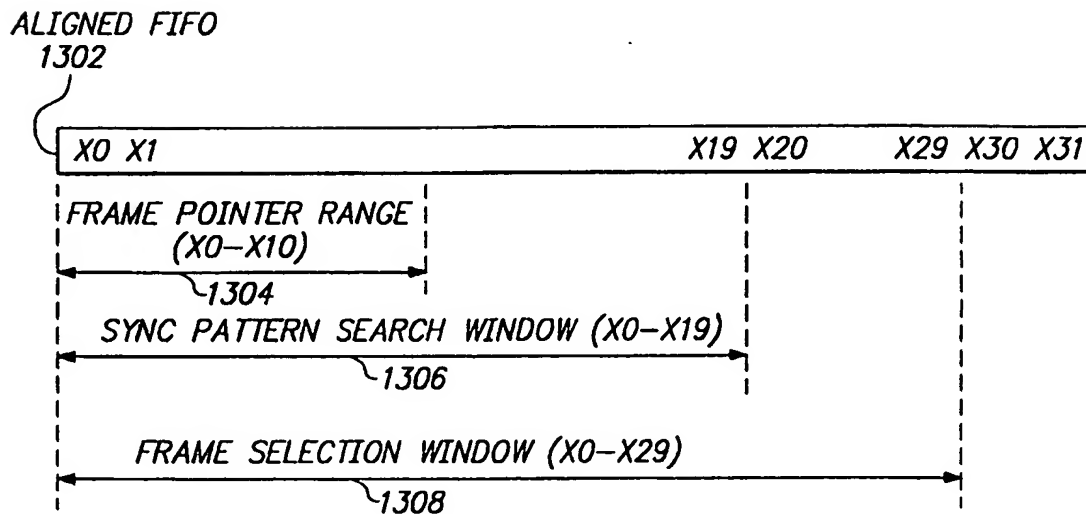 ALIGNED FIFO
1302
X0 X1 X19 X20 X29 X30 X31
FRAME POINTER RANGE
(X0-X10)
1304
SYNC PATTERN SEARCH WINDOW (X0-X19)
1306
FRAME SELECTION WINDOW (X0-X29)
1308